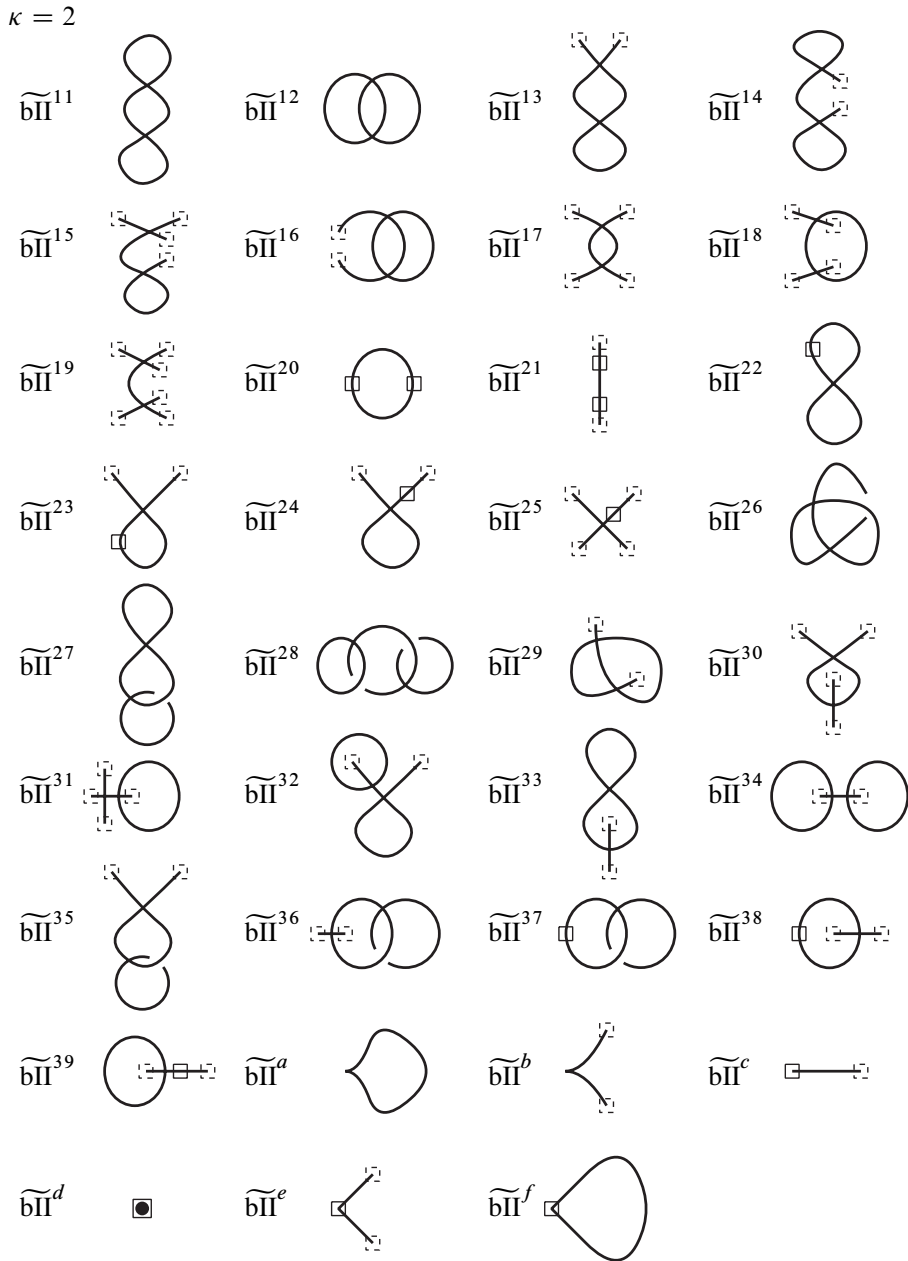 κ = 2
b̃II¹¹ b̃II¹² b̃II¹³ b̃II¹⁴
b̃II¹⁵ b̃II¹⁶ b̃II¹⁷ b̃II¹⁸
b̃II¹⁹ b̃II²⁰ b̃II²¹ b̃II²²
b̃II²³ b̃II²⁴ b̃II²⁵ b̃II²⁶
b̃II²⁷ b̃II²⁸ b̃II²⁹ b̃II³⁰
b̃II³¹ b̃II³² b̃II³³ b̃II³⁴
b̃II³⁵ b̃II³⁶ b̃II³⁷ b̃II³⁸
b̃II³⁹ b̃IIᵃ b̃IIᵇ b̃IIᶜ
b̃IIᵈ b̃IIᵉ b̃IIᶠ